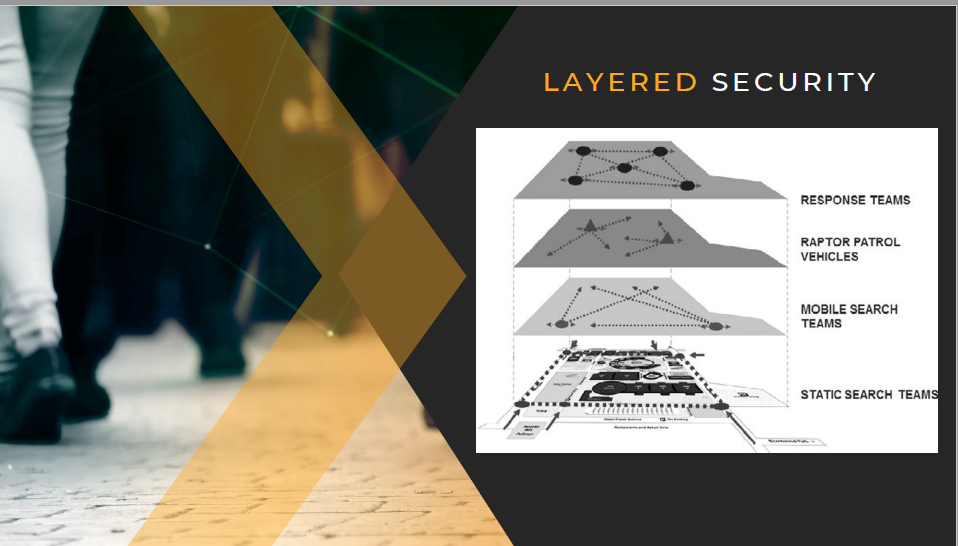 LAYERED SECURITY
RESPONSE TEAMS
RAPTOR PATROL
VEHICLES
MOBILE SEARCH
TEAMS
STATIC SEARCH TEAMS